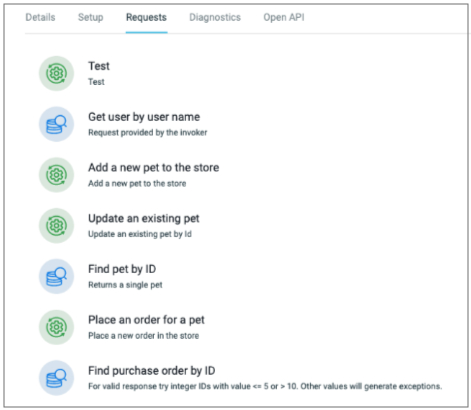 Details Setup Requests Diagnostics Open API
Test
Test
Get user by user name
Request provided by the invoker
Add a new pet to the store
Add a new pet to the store
Update an existing pet
Update an existing pet by Id
Find pet by ID
Returns a single pet
Place an order for a pet
Place a new order in the store
Find purchase order by ID
For valid response try integer IDs with value <= 5 or > 10. Other values will generate exceptions.